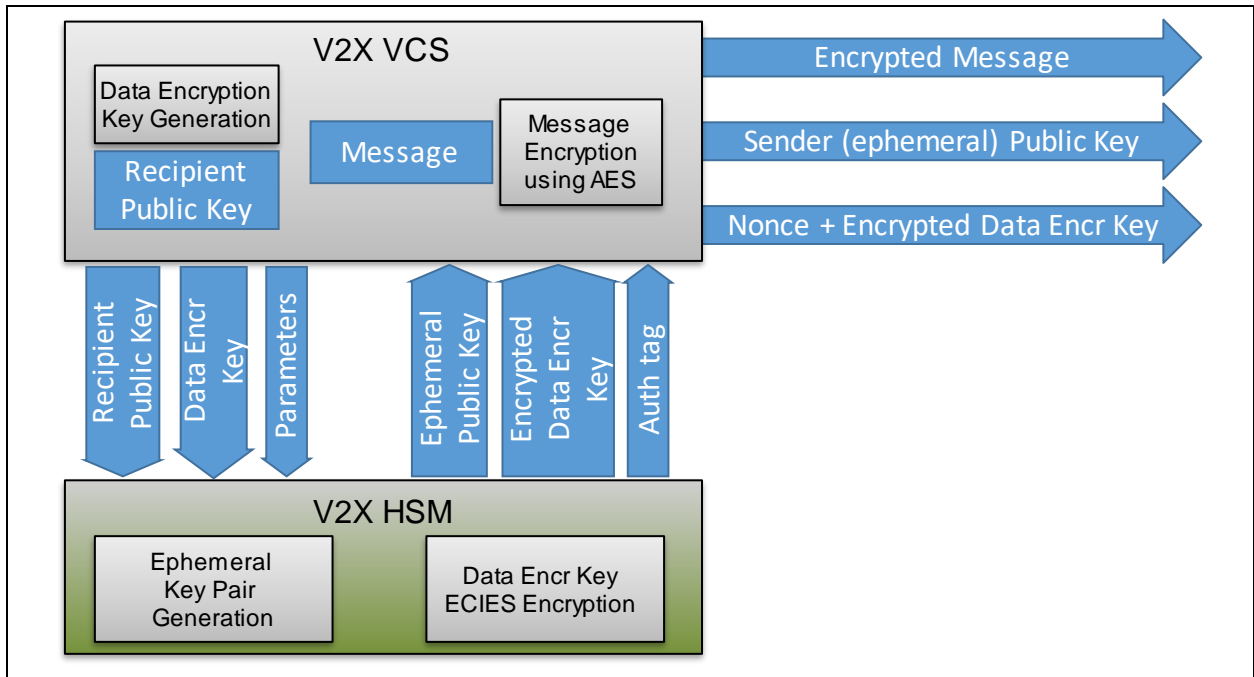 V2X VCS
Data Encryption
Key Generation
Recipient
Public Key
Message
Message
Encryption
using AES
Encrypted Message
Sender (ephemeral) Public Key
Nonce + Encrypted Data Encr Key
Recipient
Public Key
Data Encr
Key
Parameters
Ephemeral
Public Key
Encrypted
Data Encr
Key
Auth tag
V2X HSM
Ephemeral
Key Pair
Generation
Data Encr Key
ECIES Encryption